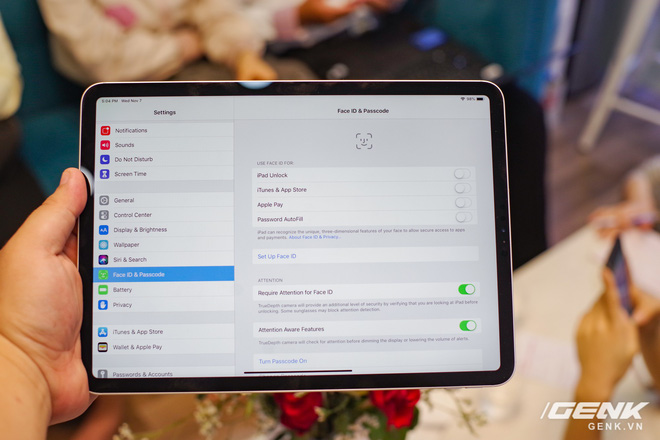 5:04 PM Wed Nov 7
98%
Settings
Notifications
Sounds
Do Not Disturb
Screen Time
General
Control Center
Display & Brightness
Wallpaper
Siri & Search
Face ID & Passcode
Battery
Privacy
iTunes & App Store
Wallet & Apple Pay
Passwords & Accounts
Face ID & Passcode
USE FACE ID FOR:
iPad Unlock
iTunes & App Store
Apple Pay
Password AutoFill
iPad can recognize the unique, three-dimensional features of your face to allow secure access to apps
and payments. About Face ID & Privacy...
Set Up Face ID
ATTENTION
Require Attention for Face ID
TrueDepth camera will provide an additional level of security by verifying that you are looking at iPad before
unlocking. Some sunglasses may block attention detection.
Attention Aware Features
TrueDepth camera will check for attention before dimming the display or lowering the volume of alerts.
Turn Passcode On
GENK
GENK.VN